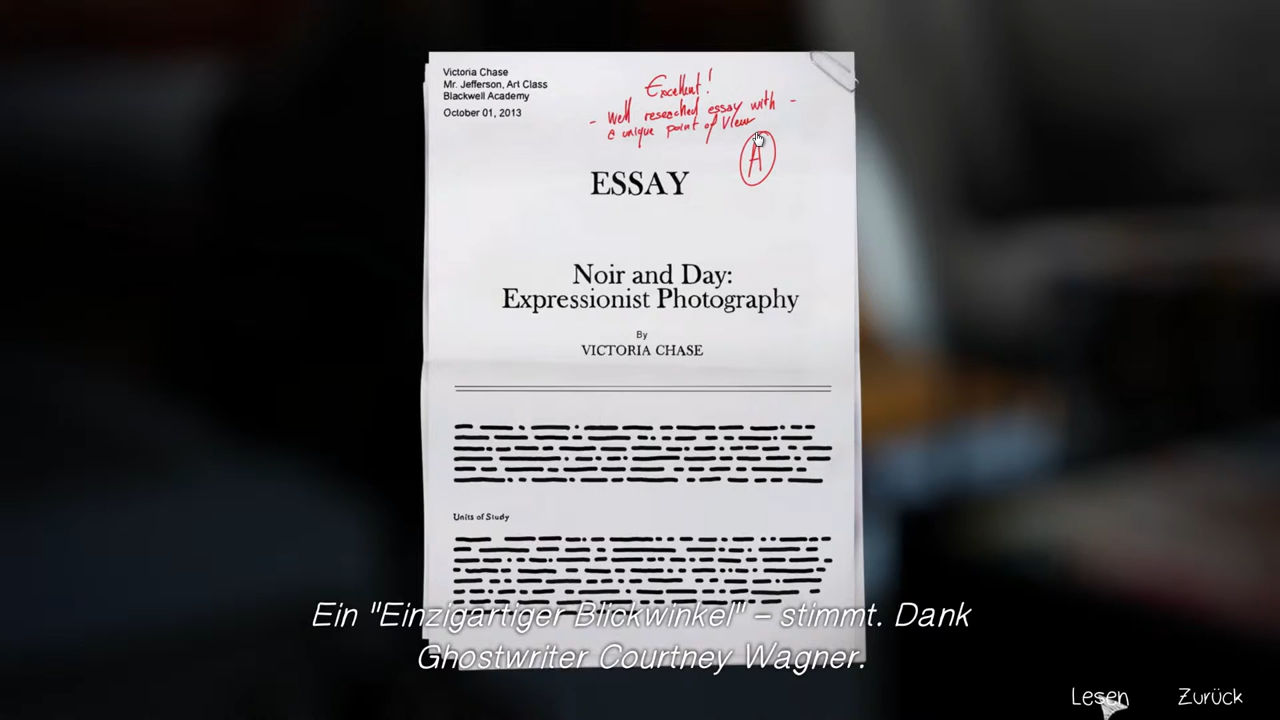 Victoria Chase
Mr. Jefferson, Art Class
Blackwell Academy
October 01, 2013
Excellent!
- Well reseached essay with -
a unique point of View
A
ESSAY
Noir and Day:
Expressionist Photography
By
VICTORIA CHASE
Units of Study
Ein "Einzigartiger Blickwinkel" – stimmt. Dank
Ghostwriter Courtney Wagner.
Lesen Zurück